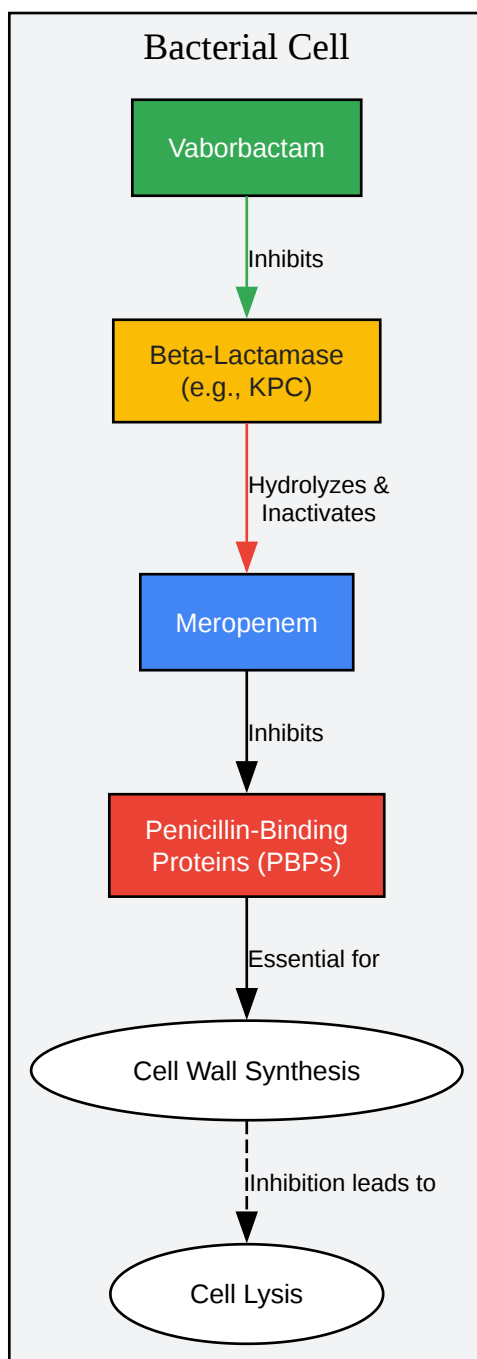 Bacterial Cell
Vaborbactam
Inhibits
Beta-Lactamase
(e.g., KPC)
Hydrolyzes &
Inactivates
Meropenem
Inhibits
Penicillin-Binding
Proteins (PBPs)
Essential for
Cell Wall Synthesis
Inhibition leads to
Cell Lysis